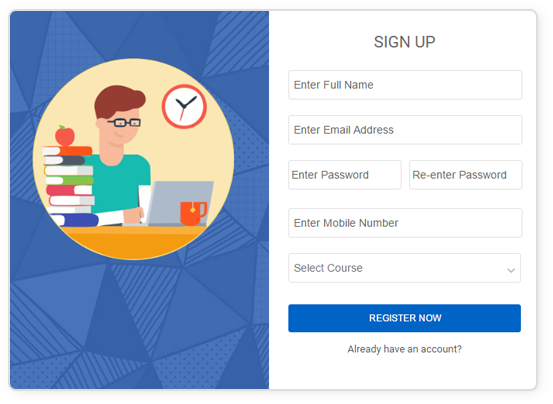 SIGN UP
Enter Full Name
Enter Email Address
Enter Password Re-enter Password
Enter Mobile Number
Select Course
REGISTER NOW
Already have an account?